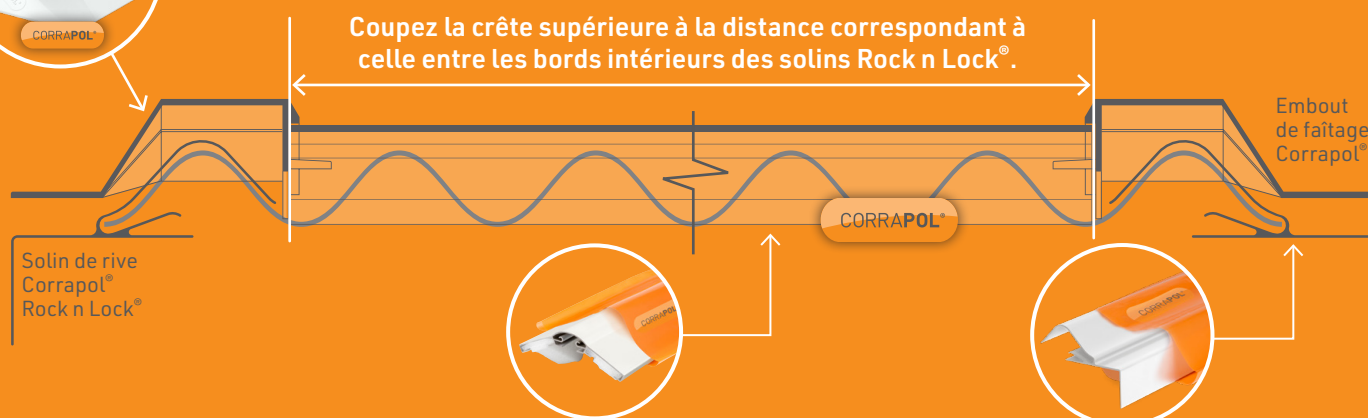 CORRAPOL®
Coupez la crête supérieure à la distance correspondant à
celle entre les bords intérieurs des solins Rock n Lock®.
Embout
de faîtage
Corrapol®
CORRAPOL®
Solin de rive
Corrapol®
Rock n Lock®
CORRAPOL
CORRAPOL®